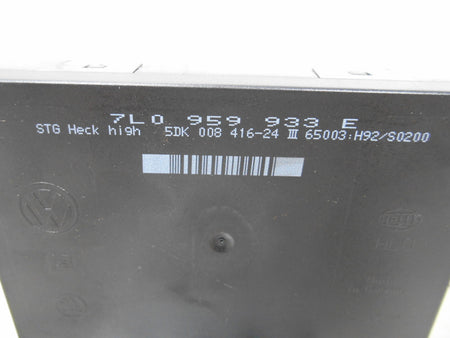 7L0 959 933 E
STG Heck high 5DK 008 416-24 III 65003:H92/S0200